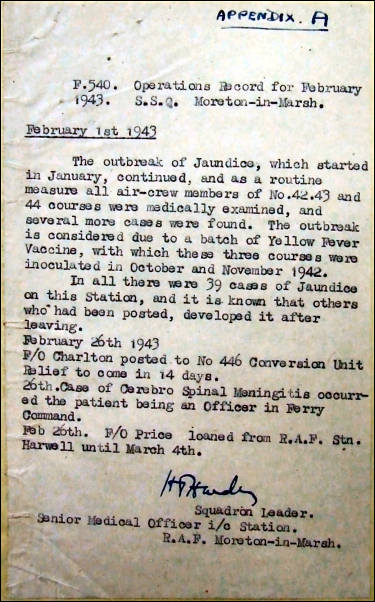 APPENDIX. A
F.540. Operations Record for February
1943. S.S.Q. Moreton-in-Marsh.
February 1st 1943
The outbreak of Jaundice, which started
in January, continued, and as a routine
measure all air-crew members of No.42.43 and
44 courses were medically examined, and
several more cases were found. The outbreak
is considered due to a batch of Yellow Fever
Vaccine, with which these three courses were
inoculated in October and November 1942.
In all there were 39 cases of Jaundice
on this Station, and it is known that others
who had been posted, developed it after
leaving.
February 26th 1943
F/O Charlton posted to No 446 Conversion Unit
Relief to come in 14 days.
26th.Case of Cerebro Spinal Meningitis occurr-
ed the patient being an Officer in Ferry
Command.
Feb 26th. F/O Price loaned from R.A.F. Stn.
Harwell until March 4th.
Squadron Leader.
Senior Medical Officer i/c Station.
R.A.F. Moreton-in-Marsh.